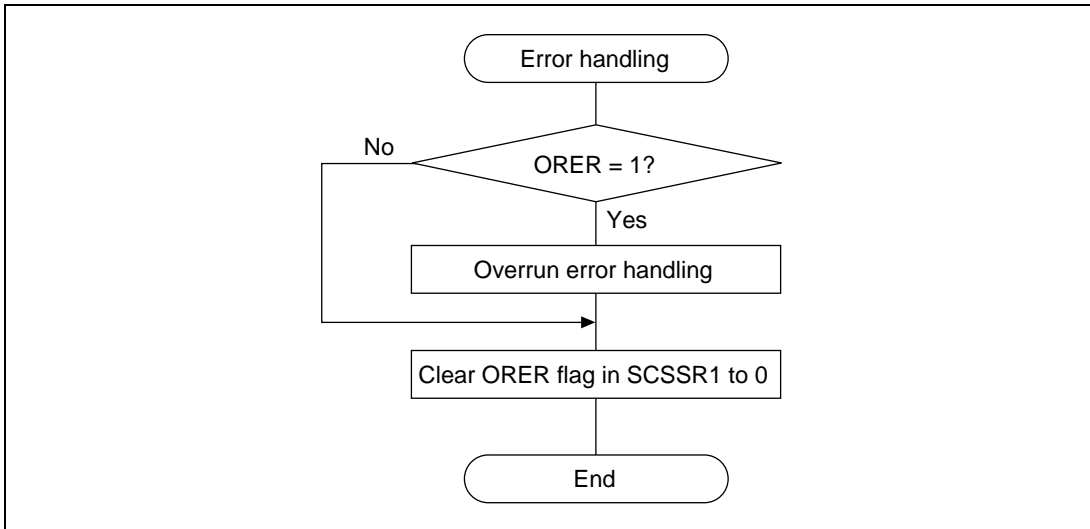 Error handling
ORER = 1?
No
Yes
Overrun error handling
Clear ORER flag in SCSSR1 to 0
End